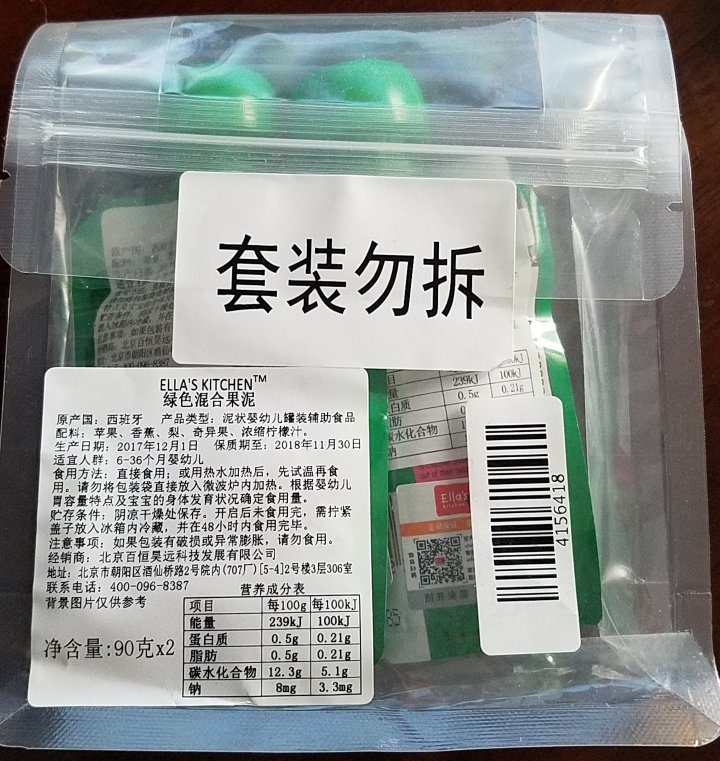 套装勿拆
ELLA'S KITCHEN™
绿色混合果泥
原产国：西班牙 产品类型：泥状婴幼儿罐装辅助食品
配料：苹果、香蕉、梨、奇异果、浓缩柠檬汁。
生产日期：2017年12月1日 保质期至：2018年11月30日
适宜人群：6-36个月婴幼儿
食用方法：直接食用；或用热水加热后，先试温再食
用。请勿将包装袋直接放入微波炉内加热。根据婴幼儿
胃容量特点及宝宝的身体发育状况确定食用量。
贮存条件：阴凉干燥处保存。开启后未食用完，需拧紧
盖子放入冰箱内冷藏，并在48小时内食用完毕。
注意事项：如果包装有破损或异常膨胀，请勿食用。
经销商：北京百恒昊远科技发展有限公司
地址：北京市朝阳区酒仙桥路2号院内(707厂)[5-4]2号楼3层306室
联系电话：400-096-8387
背景图片仅供参考
净含量:90克x2
营养成分表
项目 每100g 每100kJ
能量 239kJ 100kJ
蛋白质 0.5g 0.21g
脂肪 0.5g 0.21g
碳水化合物 12.3g 5.1g
钠 8mg 3.3mg
4156418
239kJ 100kJ
0.5g 0.21g
白质
水化合物
Ella's
刮开涂层